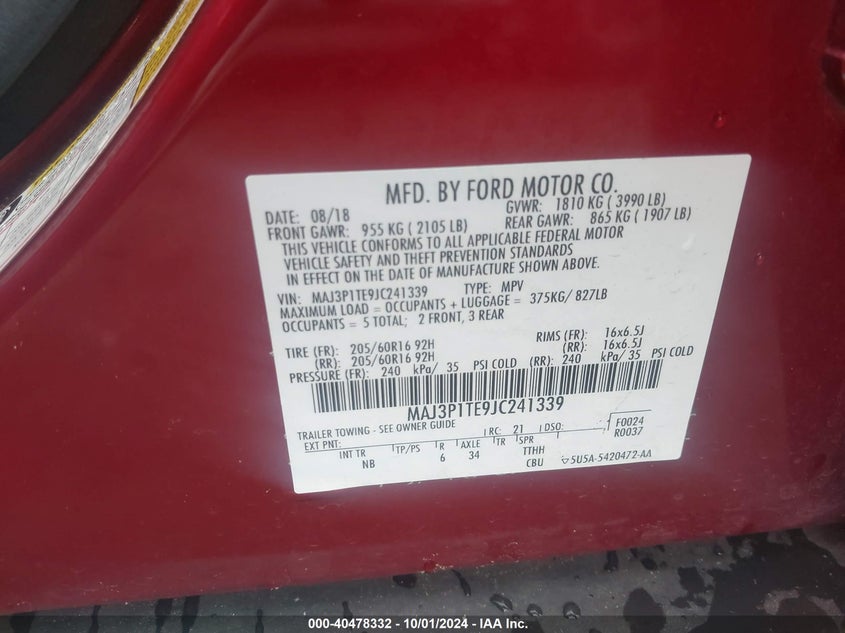 MFD. BY FORD MOTOR CO.
DATE: 08/18 GVWR: 1810 KG ( 3990 LB)
FRONT GAWR: 955 KG ( 2105 LB) REAR GAWR: 865 KG ( 1907 LB)
THIS VEHICLE CONFORMS TO ALL APPLICABLE FEDERAL MOTOR
VEHICLE SAFETY AND THEFT PREVENTION STANDARDS
IN EFFECT ON THE DATE OF MANUFACTURE SHOWN ABOVE.
VIN: MAJ3P1TE9JC241339 TYPE: MPV
MAXIMUM LOAD = OCCUPANTS + LUGGAGE = 375KG/ 827LB
OCCUPANTS = 5 TOTAL; 2 FRONT, 3 REAR
TIRE (FR): 205/60R16 92H RIMS (FR): 16x6.5J
(RR): 205/60R16 92H (RR): 16x6.5J
PRESSURE (FR): 240 kPa/ 35 PSI COLD (RR): 240 kPa/ 35 PSI COLD
MAJ3P1TE9JC241339
TRAILER TOWING - SEE OWNER GUIDE
EXT PNT: RC: 21 DSO: F0024
R0037
INT TR TP/PS R AXLE TR SPR
NB 6 34 TTHH
CBU 5U5A-5420472-AA
000-40478332 - 10/01/2024 - IAA Inc.